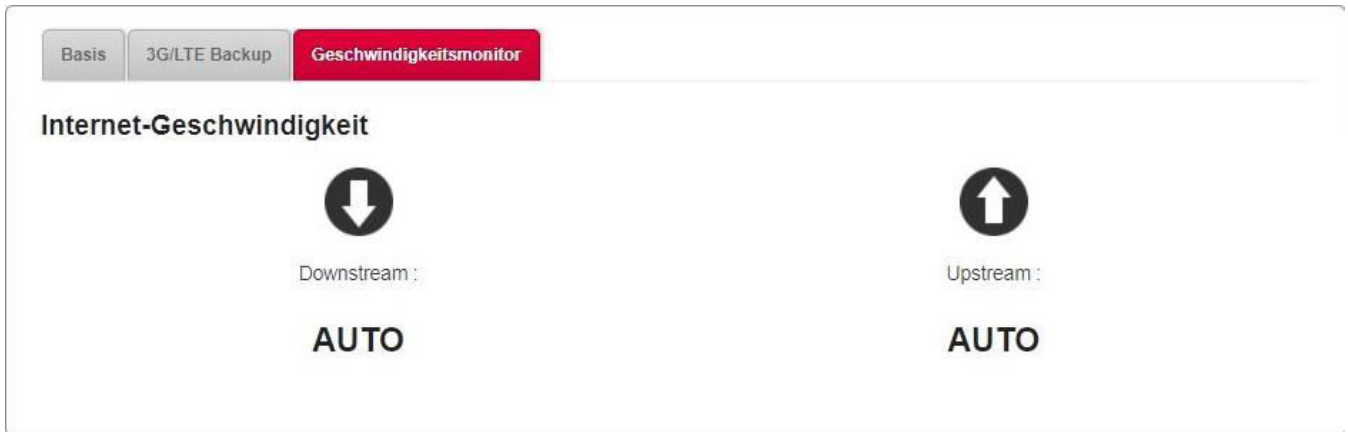 Basis 3G/LTE Backup Geschwindigkeitsmonitor
Internet-Geschwindigkeit
Downstream : Upstream :
AUTO AUTO